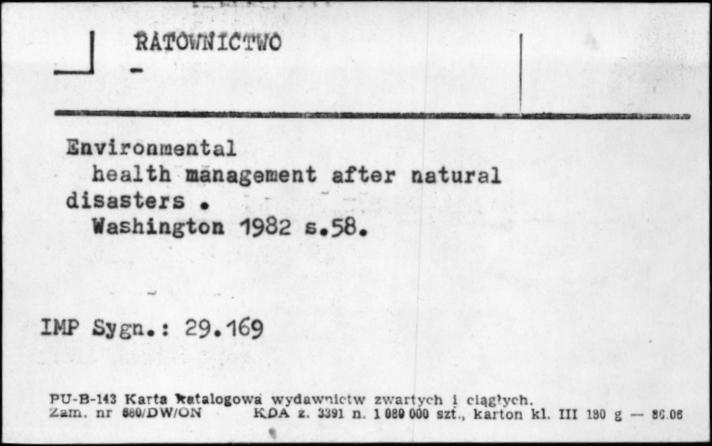 RATOWNICTWO
Environmental
health management after natural
disasters .
Washington 1982 s.58.
IMP Sygn.: 29.169
PU-B-143 Karta katalogowa wydawnictw zwartych i ciągłych.
Zam. nr 880/DW/ON KDA z. 3391 n. 1 080 000 szt., karton kl. III 180 g — 86.06